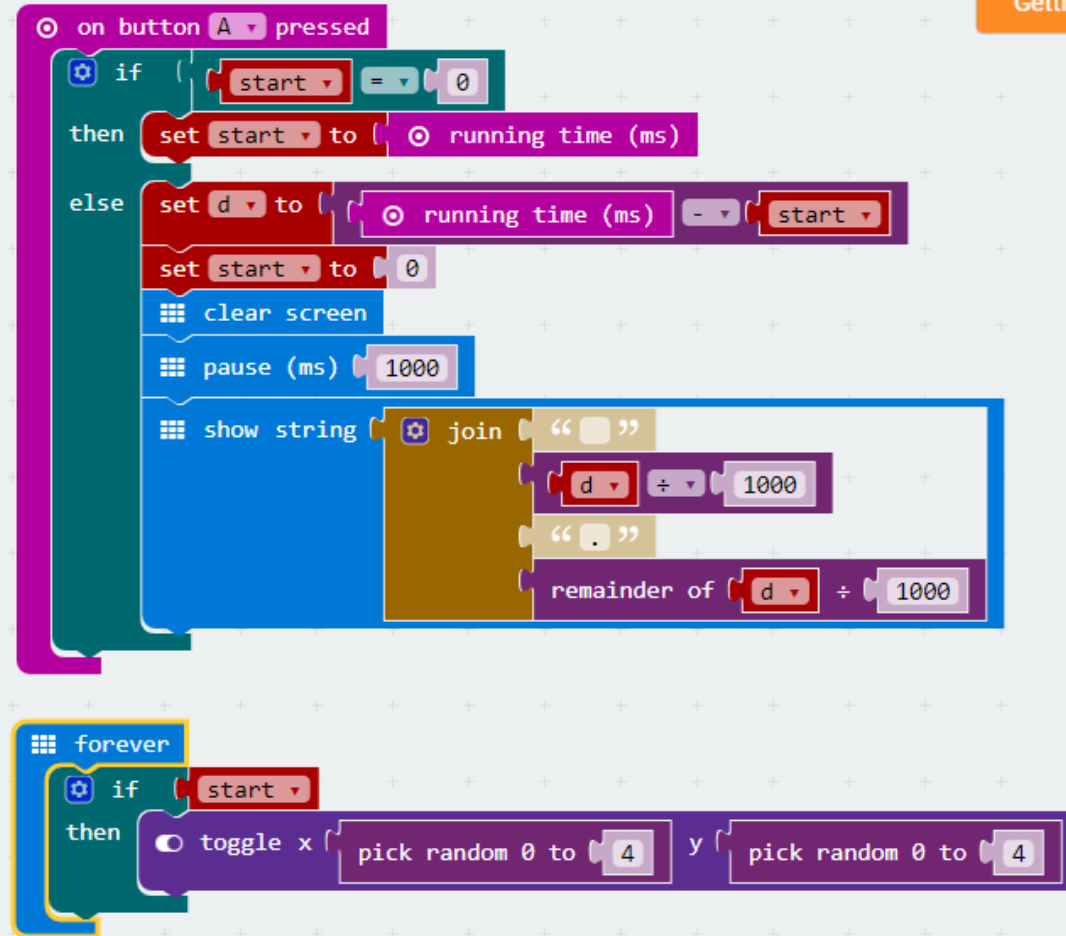 Getti
on button A pressed
if start = 0
then set start to running time (ms)
else set d to running time (ms) - start
set start to 0
clear screen
pause (ms) 1000
show string join “ ”
d ÷ 1000
“ . ”
remainder of d ÷ 1000
forever
if start
then toggle x pick random 0 to 4 y pick random 0 to 4